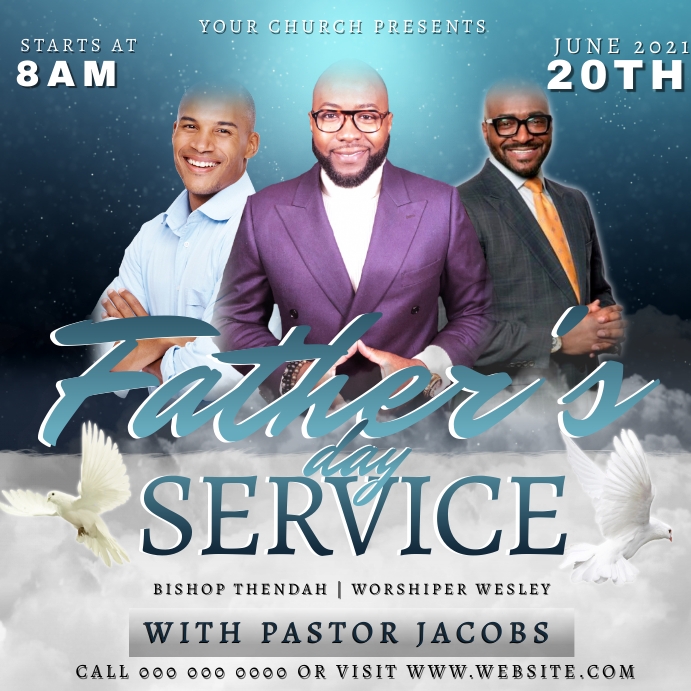 YOUR CHURCH PRESENTS
STARTS AT
8AM
JUNE 2021
20TH
Father's
day
SERVICE
BISHOP THENDAH | WORSHIPER WESLEY
WITH PASTOR JACOBS
CALL 000 000 0000 OR VISIT WWW.WEBSITE.COM